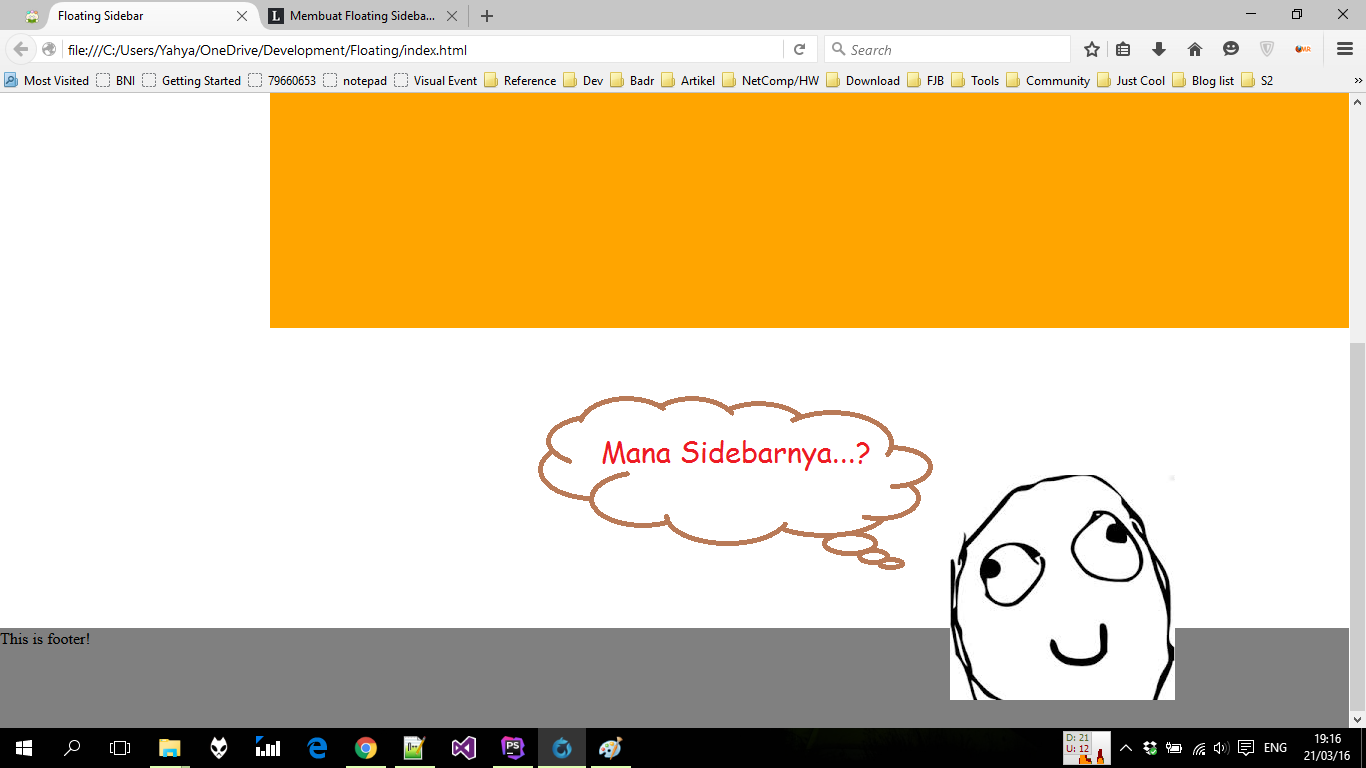 Floating Sidebar
Membuat Floating Sideba...
file:///C:/Users/Yahya/OneDrive/Development/Floating/index.html
Search
Most Visited BNI Getting Started 79660653 notepad Visual Event Reference Dev Badr Artikel NetComp/HW Download FJB Tools Community Just Cool Blog list S2
Mana Sidebarnya...?
This is footer!
D: 21
U: 12
ENG
19:16
21/03/16